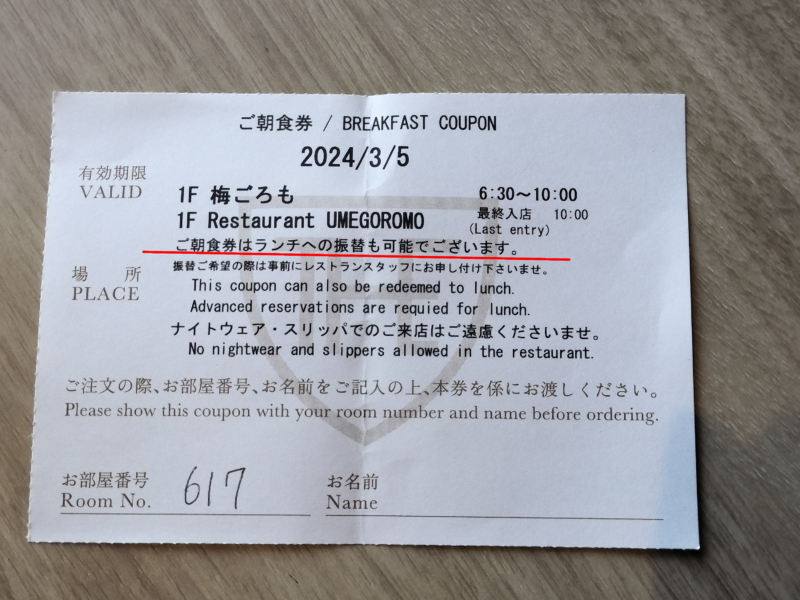 ご朝食券 / BREAKFAST COUPON
2024/3/5
有効期限
VALID
1F 梅ごろも 6:30～10:00
1F Restaurant UMEGOROMO 最終入店 10:00
(Last entry)
ご朝食券はランチへの振替も可能でございます。
場 所
PLACE
振替ご希望の際は事前にレストランスタッフにお申し付け下さいませ。
This coupon can also be redeemed to lunch.
Advanced reservations are requied for lunch.
ナイトウェア・スリッパでのご来店はご遠慮くださいませ。
No nightwear and slippers allowed in the restaurant.
ご注文の際、お部屋番号、お名前をご記入の上、本券を係にお渡しください。
Please show this coupon with your room number and name before ordering.
お部屋番号
Room No. 617
お名前
Name